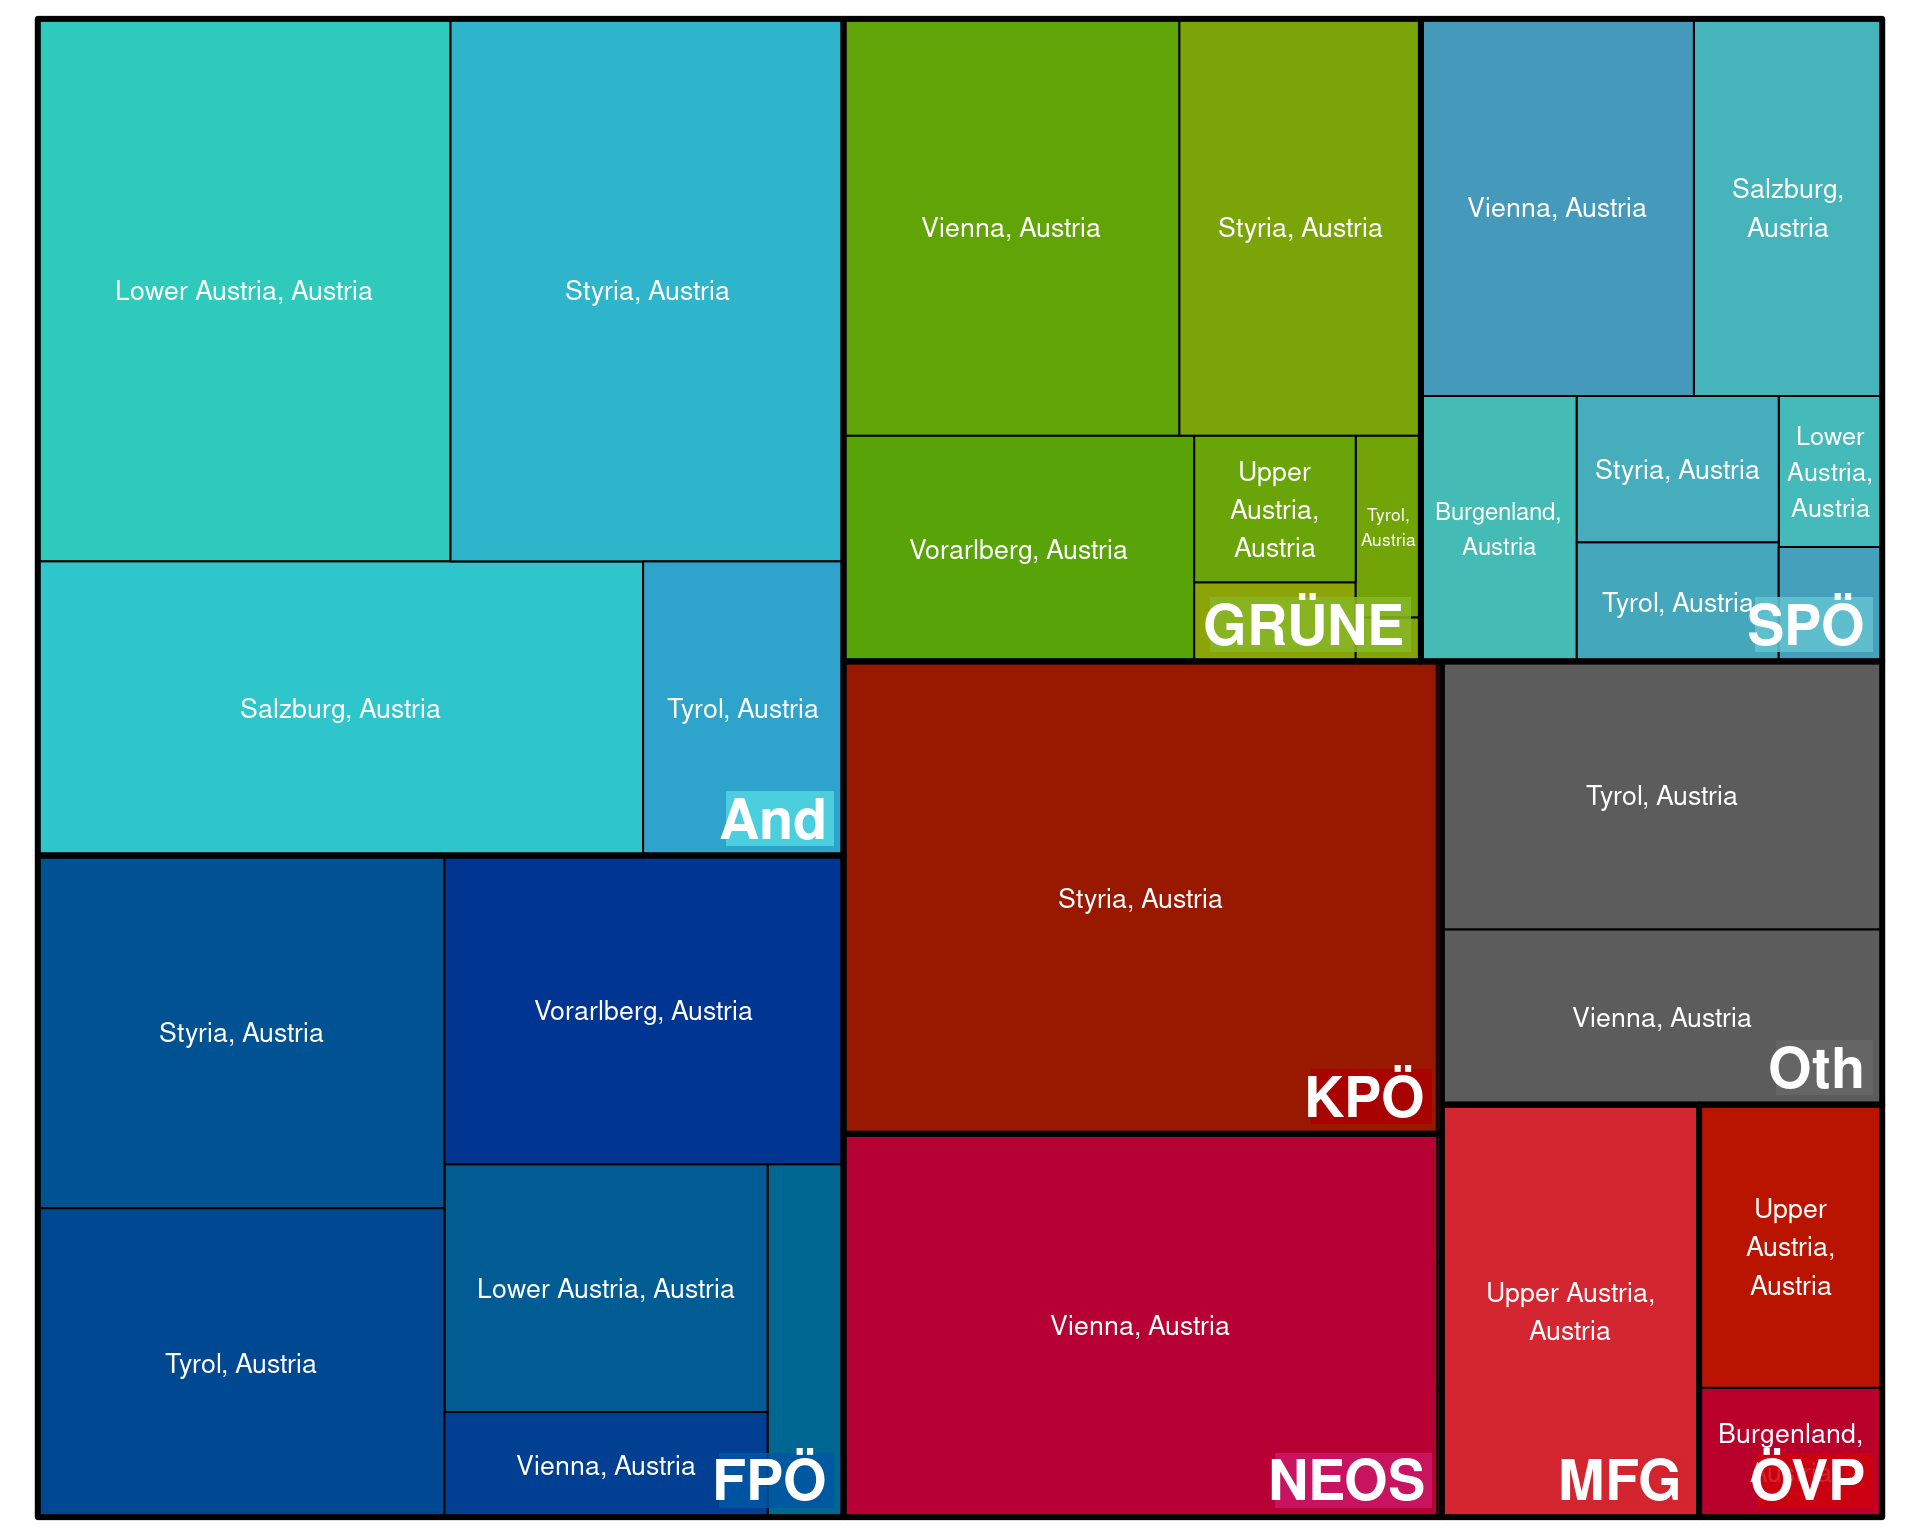 Lower Austria, Austria
Styria, Austria
Salzburg, Austria
Tyrol, Austria
And
Styria, Austria
Vorarlberg, Austria
Tyrol, Austria
Lower Austria, Austria
Vienna, Austria
FPÖ
Vienna, Austria
Styria, Austria
Vorarlberg, Austria
Upper
Austria,
Austria
Tyrol,
Austria
GRÜNE
Vienna, Austria
Salzburg,
Austria
Burgenland,
Austria
Styria, Austria
Lower
Austria,
Austria
Tyrol, Austria
SPÖ
Styria, Austria
KPÖ
Tyrol, Austria
Vienna, Austria
Oth
Vienna, Austria
NEOS
Upper Austria,
Austria
MFG
Upper
Austria,
Austria
Burgenland,
ÖVP